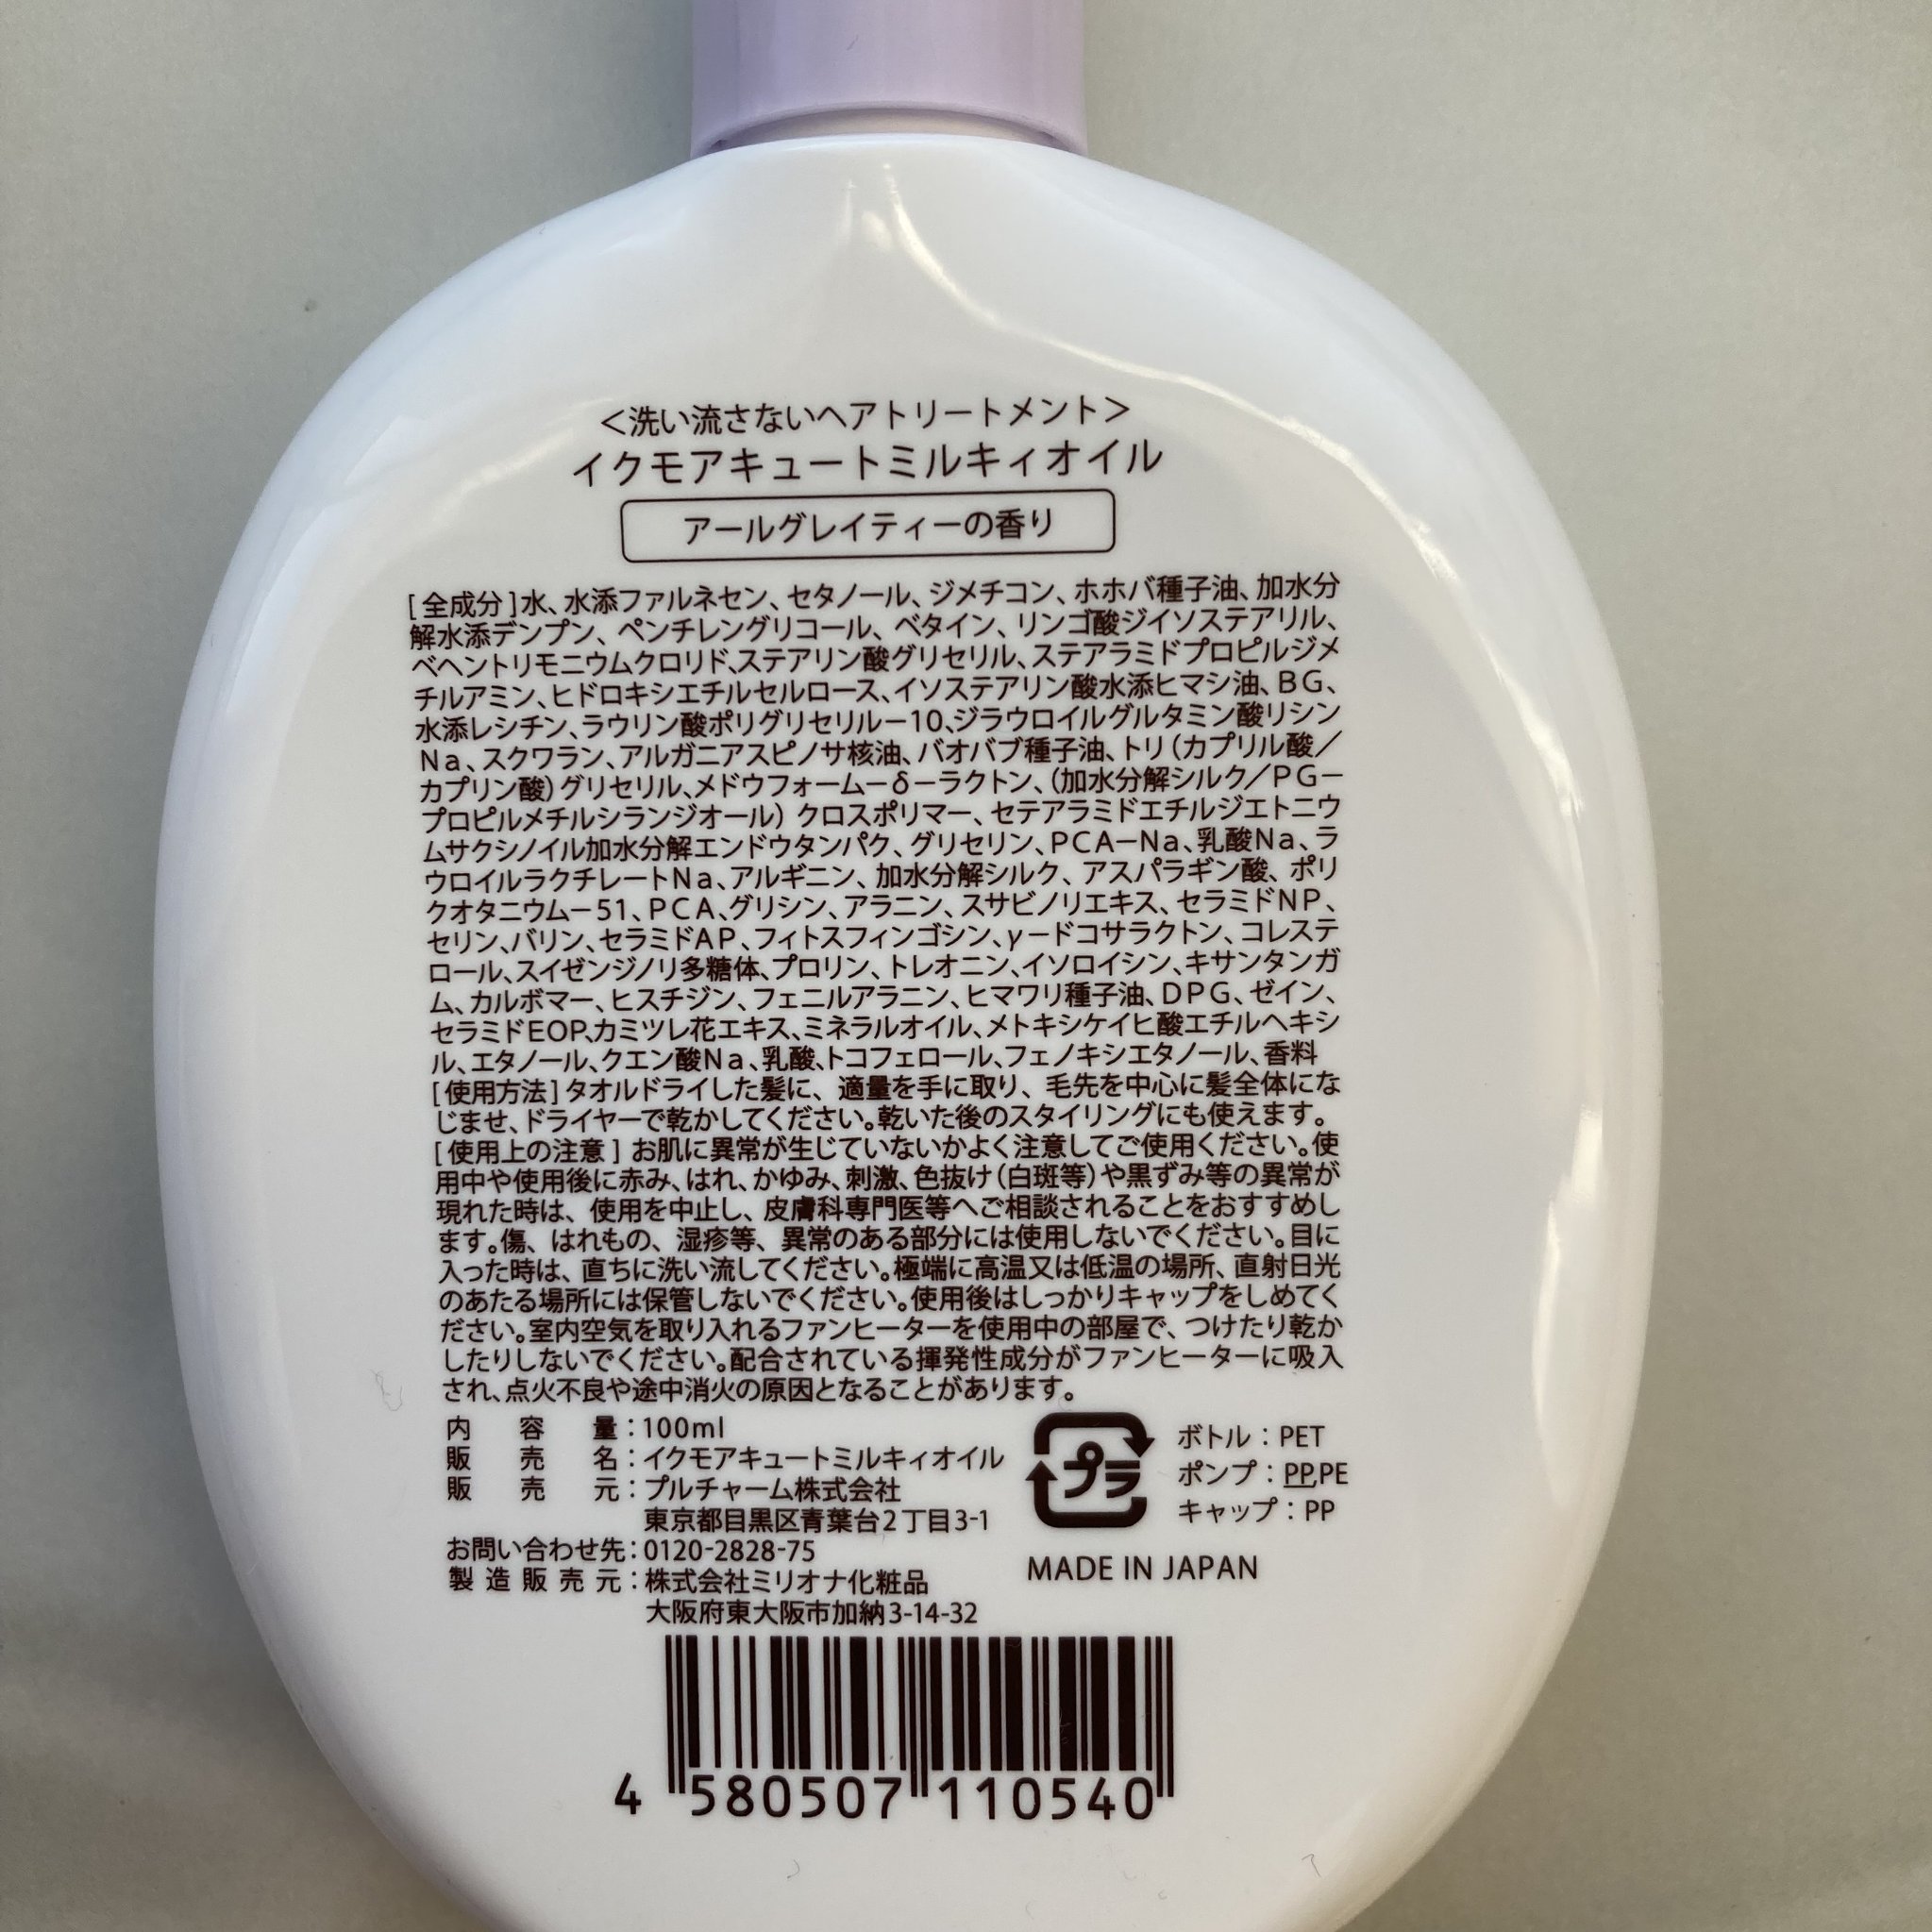 ＜洗い流さないヘアトリートメント＞
イクモアキュートミルキィオイル
アールグレイティーの香り
[全成分]水、水添ファルネセン、セタノール、ジメチコン、ホホバ種子油、加水分
解水添デンプン、ペンチレングリコール、ベタイン、リンゴ酸ジイソステアリル、
ベヘントリモニウムクロリド、ステアリン酸グリセリル、ステアラミドプロピルジメ
チルアミン、ヒドロキシエチルセルロース、イソステアリン酸水添ヒマシ油、BG、
水添レシチン、ラウリン酸ポリグリセリル－10、ジラウロイルグルタミン酸リシン
Na、スクワラン、アルガニアスピノサ核油、バオバブ種子油、トリ（カプリル酸／
カプリン酸）グリセリル、メドウフォーム－δ－ラクトン、（加水分解シルク／PG－
プロピルメチルシランジオール）クロスポリマー、セテアラミドエチルジエトニウ
ムサクシノイル加水分解エンドウタンパク、グリセリン、PCA－Na、乳酸Na、ラ
ウロイルラクチレートNa、アルギニン、加水分解シルク、アスパラギン酸、ポリ
クオタニウム－51、PCA、グリシン、アラニン、スサビノリエキス、セラミドNP、
セリン、バリン、セラミドAP、フィトスフィンゴシン、γ－ドコサラクトン、コレステ
ロール、スイゼンジノリ多糖体、プロリン、トレオニン、イソロイシン、キサンタンガ
ム、カルボマー、ヒスチジン、フェニルアラニン、ヒマワリ種子油、DPG、ゼイン、
セラミドEOP、カミツレ花エキス、ミネラルオイル、メトキシケイヒ酸エチルヘキシ
ル、エタノール、クエン酸Na、乳酸、トコフェロール、フェノキシエタノール、香料
[使用方法]タオルドライした髪に、適量を手に取り、毛先を中心に髪全体にな
じませ、ドライヤーで乾かしてください。乾いた後のスタイリングにも使えます。
[使用上の注意] お肌に異常が生じていないかよく注意してご使用ください。使
用中や使用後に赤み、はれ、かゆみ、刺激、色抜け（白斑等）や黒ずみ等の異常が
現れた時は、使用を中止し、皮膚科専門医等へご相談されることをおすすめし
ます。傷、はれもの、湿疹等、異常のある部分には使用しないでください。目に
入った時は、直ちに洗い流してください。極端に高温又は低温の場所、直射日光
のあたる場所には保管しないでください。使用後はしっかりキャップをしめてく
ださい。室内空気を取り入れるファンヒーターを使用中の部屋で、つけたり乾か
したりしないでください。配合されている揮発性成分がファンヒーターに吸入
され、点火不良や途中消火の原因となることがあります。
内容量：100ml
販売名：イクモアキュートミルキィオイル
販売元：プルチャーム株式会社
東京都目黒区青葉台2丁目3-1
お問い合わせ先：0120-2828-75
製造販売元：株式会社ミリオナ化粧品
大阪府東大阪市加納3-14-32
プラ
ボトル：PET
ポンプ：PP,PE
キャップ：PP
MADE IN JAPAN
4 580507 110540